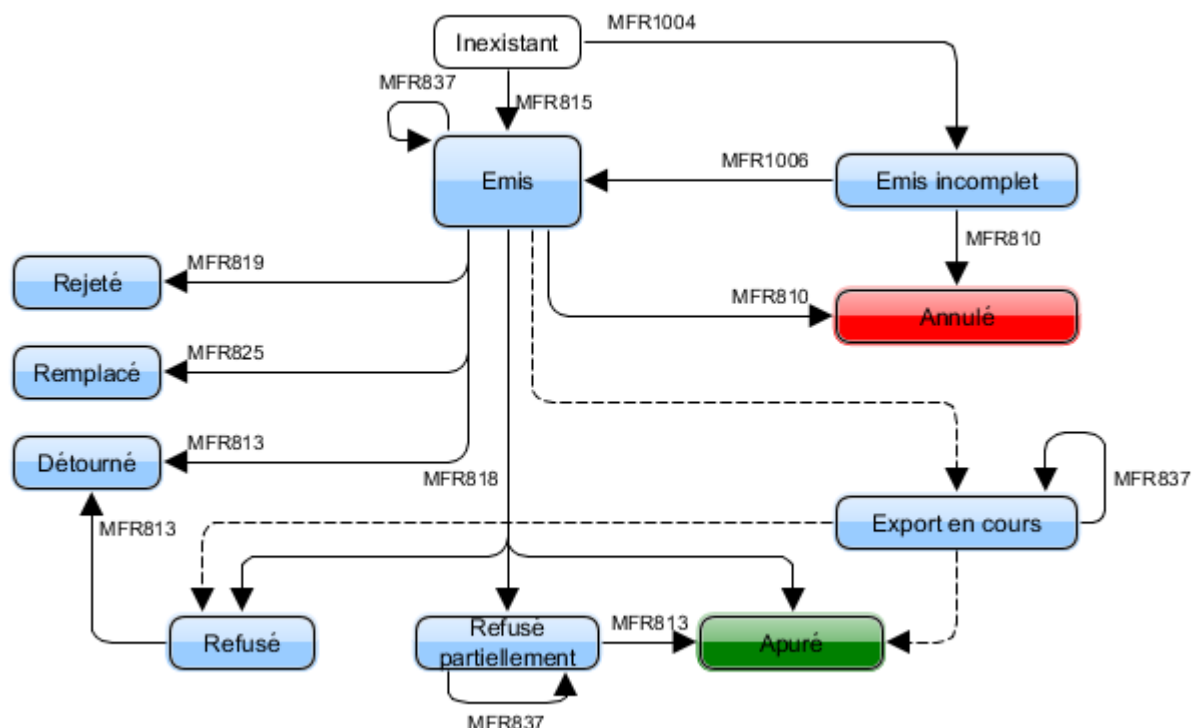 MFR1004
Inexistant
MFR837
MFR815
MFR1006
Emis
Emis incomplet
MFR810
MFR819
Rejeté
MFR810
Annulé
MFR825
Remplacé
MFR813
Détourné
MFR818
MFR837
Export en cours
MFR813
Refusé
Refusé
partiellement
MFR813
Apuré
MFR837